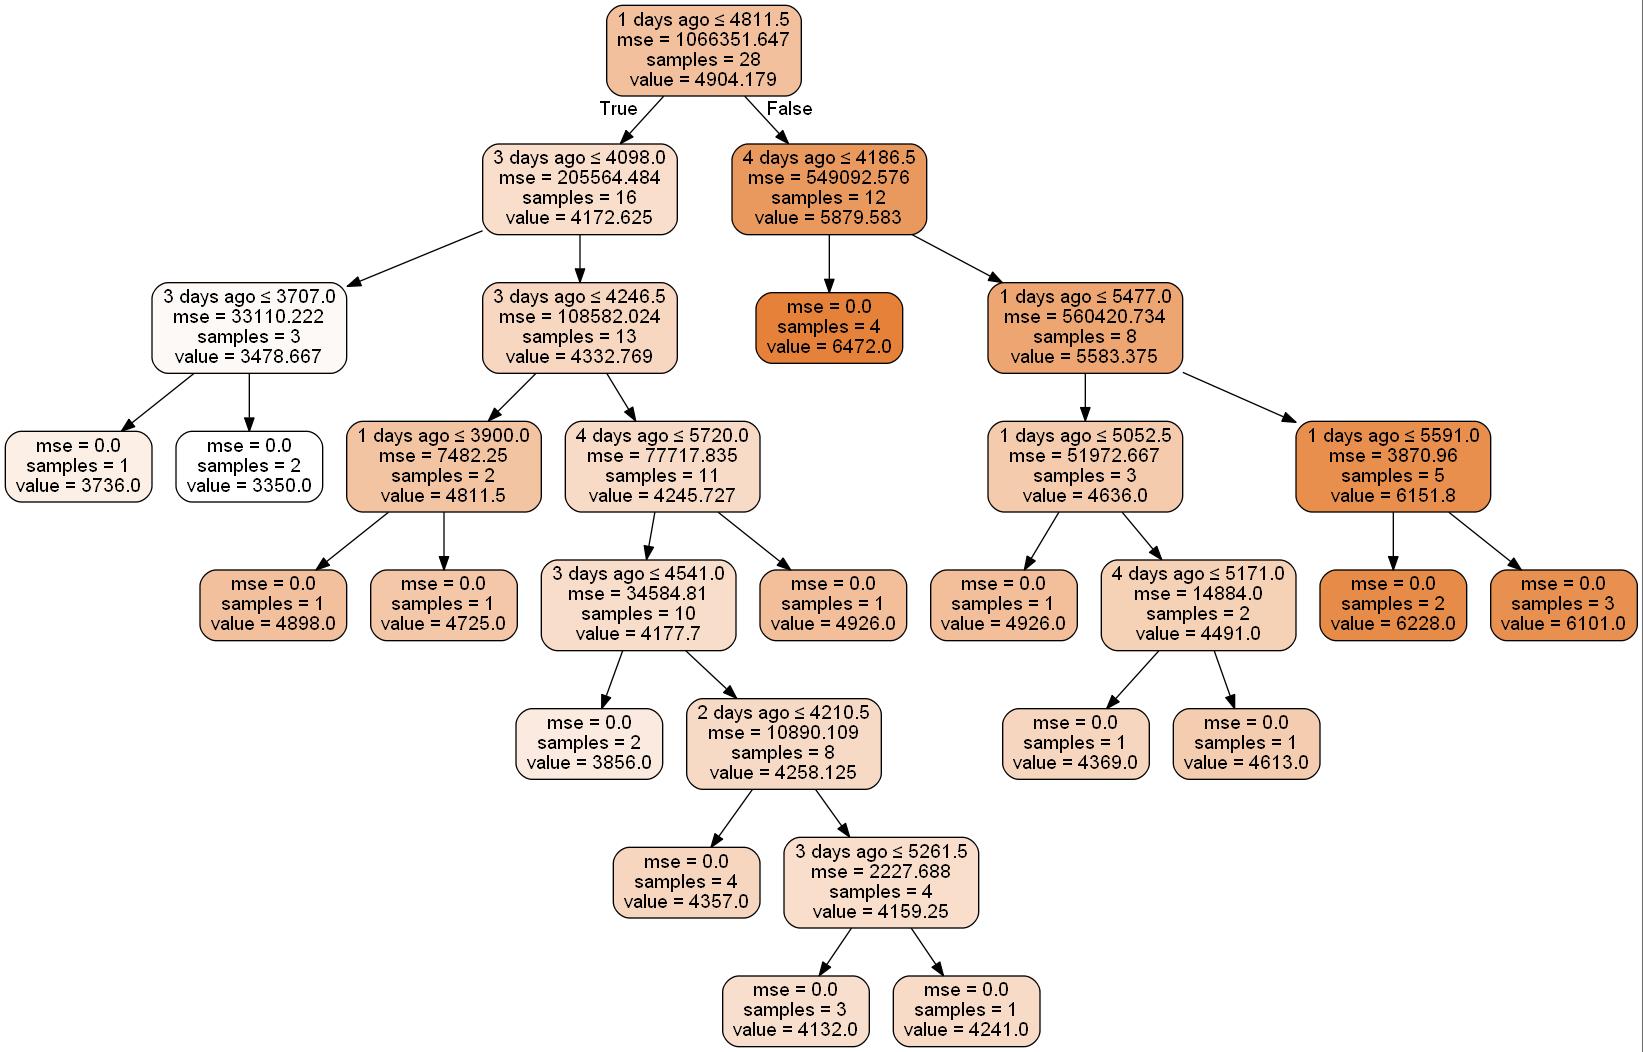 1 days ago ≤ 4811.5
mse = 1066351.647
samples = 28
value = 4904.179
True
False
3 days ago ≤ 4098.0
mse = 205564.484
samples = 16
value = 4172.625
4 days ago ≤ 4186.5
mse = 549092.576
samples = 12
value = 5879.583
3 days ago ≤ 3707.0
mse = 33110.222
samples = 3
value = 3478.667
3 days ago ≤ 4246.5
mse = 108582.024
samples = 13
value = 4332.769
mse = 0.0
samples = 4
value = 6472.0
1 days ago ≤ 5477.0
mse = 560420.734
samples = 8
value = 5583.375
mse = 0.0
samples = 1
value = 3736.0
mse = 0.0
samples = 2
value = 3350.0
1 days ago ≤ 3900.0
mse = 7482.25
samples = 2
value = 4811.5
4 days ago ≤ 5720.0
mse = 77717.835
samples = 11
value = 4245.727
1 days ago ≤ 5052.5
mse = 51972.667
samples = 3
value = 4636.0
1 days ago ≤ 5591.0
mse = 3870.96
samples = 5
value = 6151.8
mse = 0.0
samples = 1
value = 4898.0
mse = 0.0
samples = 1
value = 4725.0
3 days ago ≤ 4541.0
mse = 34584.81
samples = 10
value = 4177.7
mse = 0.0
samples = 1
value = 4926.0
mse = 0.0
samples = 1
value = 4926.0
4 days ago ≤ 5171.0
mse = 14884.0
samples = 2
value = 4491.0
mse = 0.0
samples = 2
value = 6228.0
mse = 0.0
samples = 3
value = 6101.0
mse = 0.0
samples = 2
value = 3856.0
2 days ago ≤ 4210.5
mse = 10890.109
samples = 8
value = 4258.125
mse = 0.0
samples = 1
value = 4369.0
mse = 0.0
samples = 1
value = 4613.0
mse = 0.0
samples = 4
value = 4357.0
3 days ago ≤ 5261.5
mse = 2227.688
samples = 4
value = 4159.25
mse = 0.0
samples = 3
value = 4132.0
mse = 0.0
samples = 1
value = 4241.0